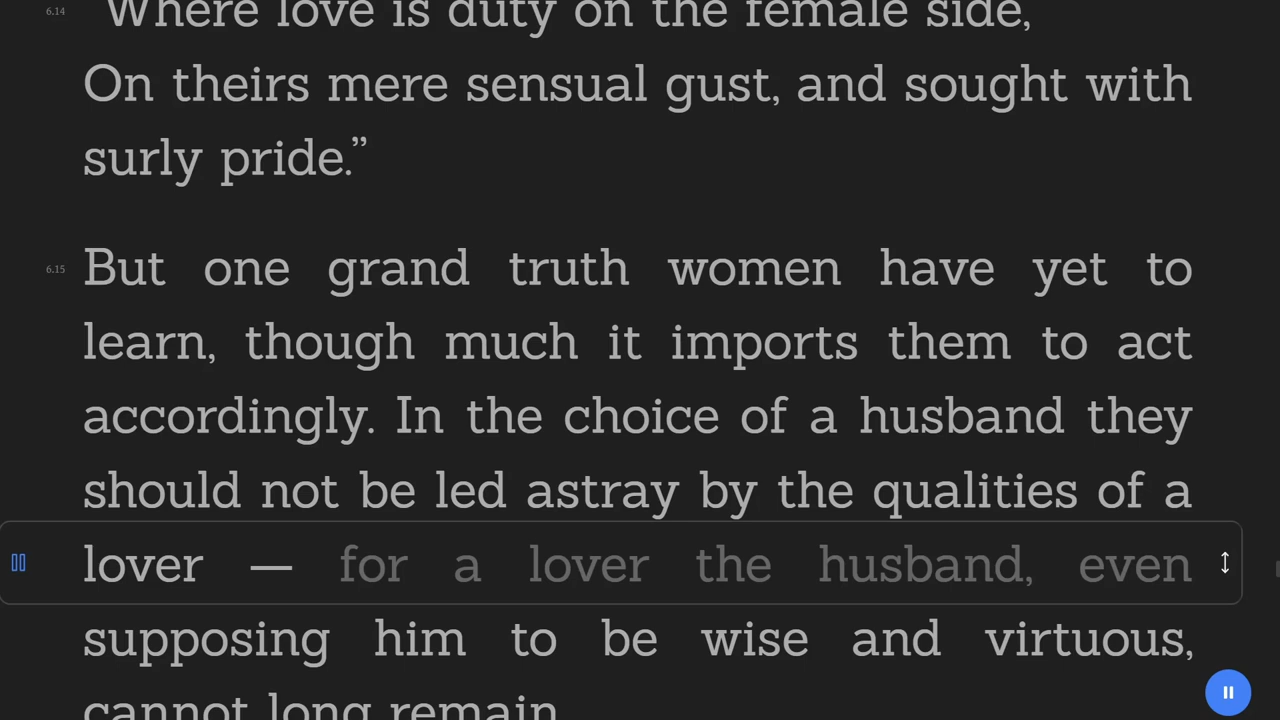 6.14
“Where love is duty on the female side,
On theirs mere sensual gust, and sought with
surly pride.”
6.15
But one grand truth women have yet to
learn, though much it imports them to act
accordingly. In the choice of a husband they
should not be led astray by the qualities of a
lover — for a lover the husband, even
supposing him to be wise and virtuous,
cannot long remain.